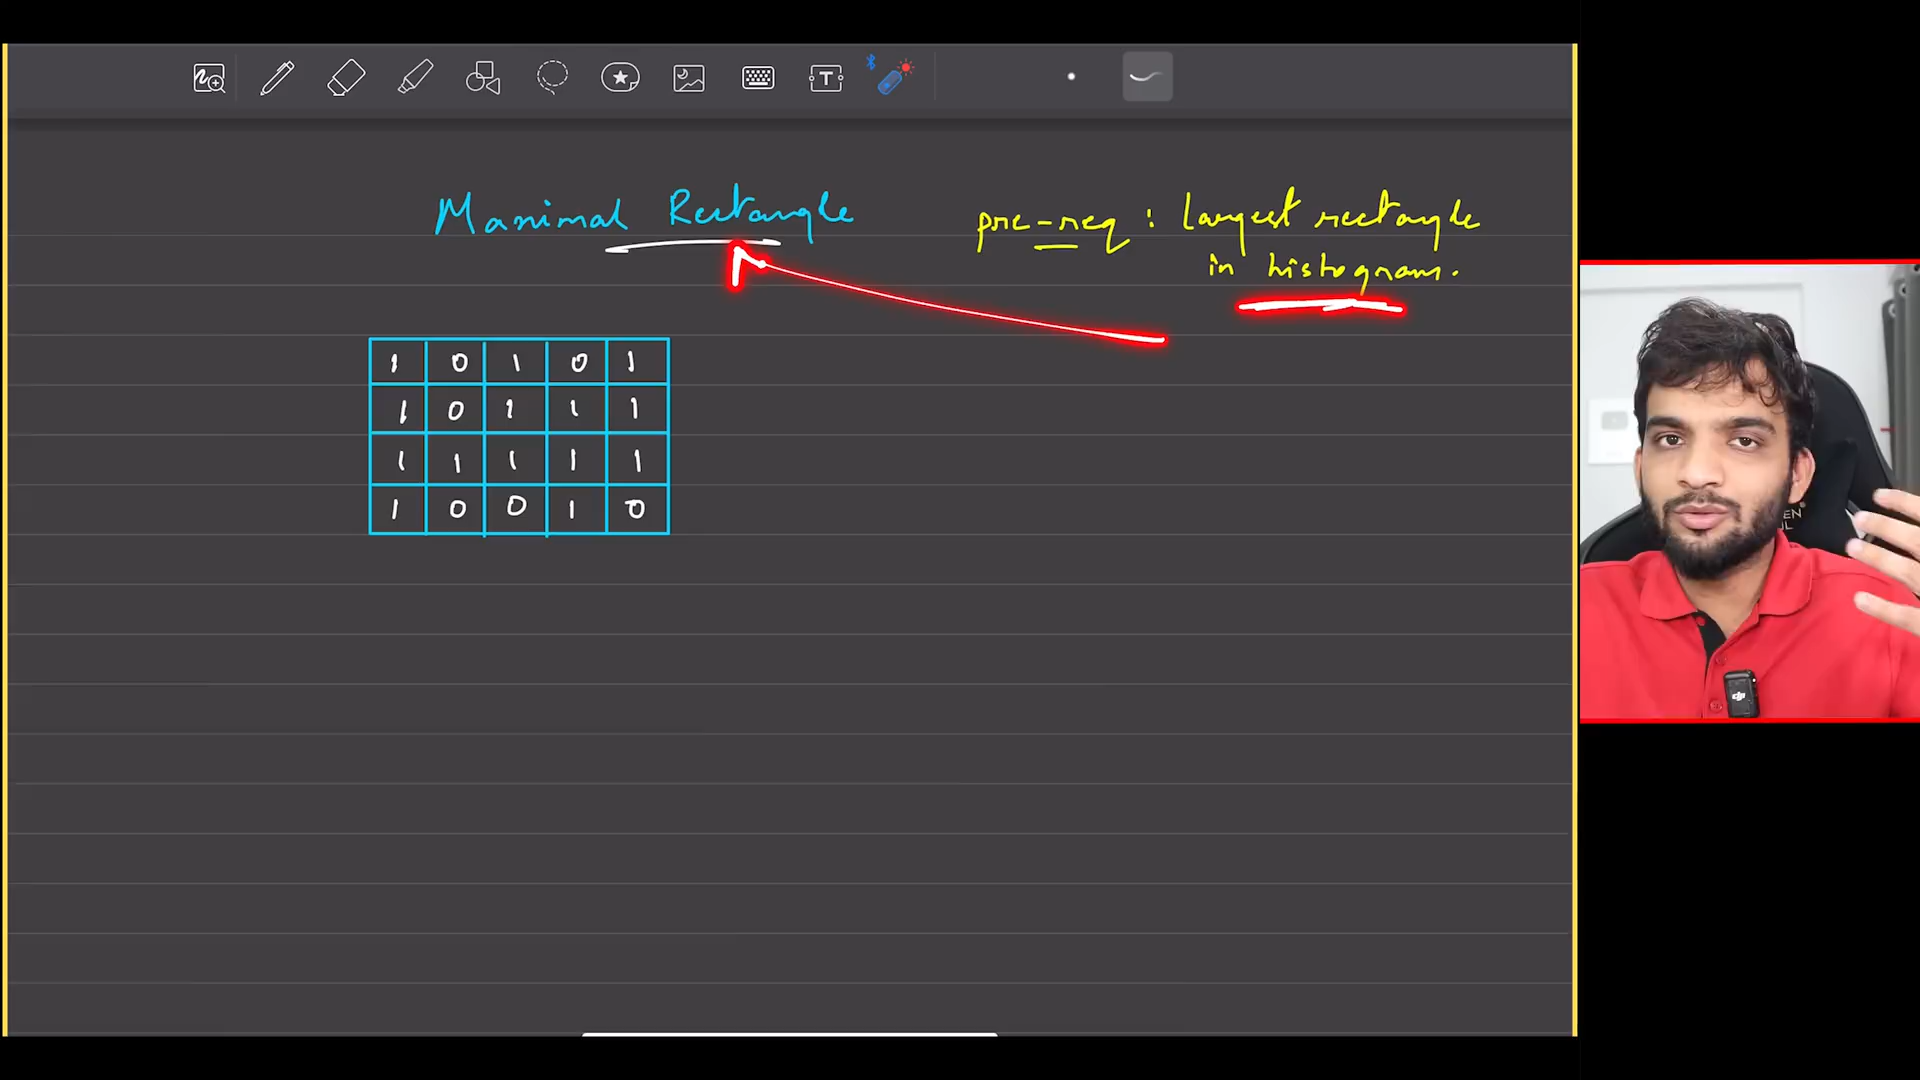 Maximal Rectangle
pre-req : largest rectangle
in histogram.
1 0 1 0 1
1 0 1 1 1
1 1 1 1 1
1 0 0 1 0